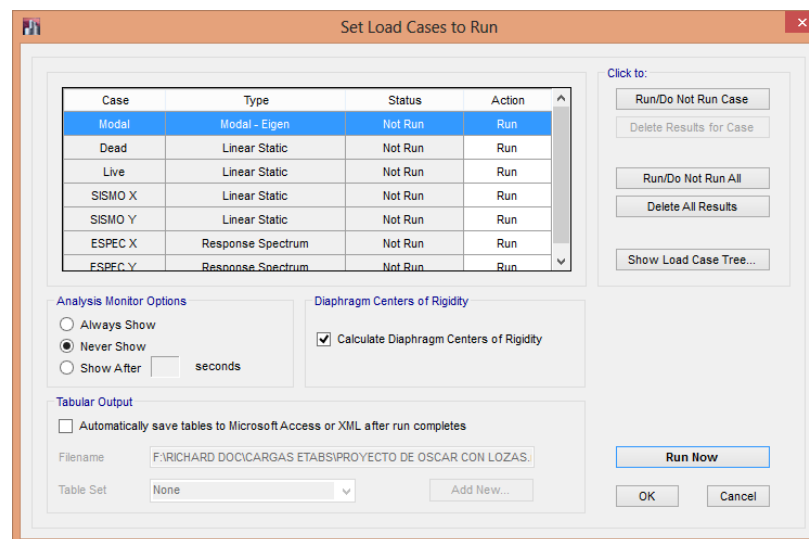 Set Load Cases to Run
Case Type Status Action
Modal Modal - Eigen Not Run Run
Dead Linear Static Not Run Run
Live Linear Static Not Run Run
SISMO X Linear Static Not Run Run
SISMO Y Linear Static Not Run Run
ESPEC X Response Spectrum Not Run Run
ESPEC Y Response Spectrum Not Run Run
Click to:
Run/Do Not Run Case
Delete Results for Case
Run/Do Not Run All
Delete All Results
Show Load Case Tree...
Analysis Monitor Options
Always Show
Never Show
Show After seconds
Diaphragm Centers of Rigidity
Calculate Diaphragm Centers of Rigidity
Tabular Output
Automatically save tables to Microsoft Access or XML after run completes
Filename F:\RICHARD DOC\CARGAS ETABS\PROYECTO DE OSCAR CON LOZAS.
Table Set None Add New...
Run Now
OK Cancel